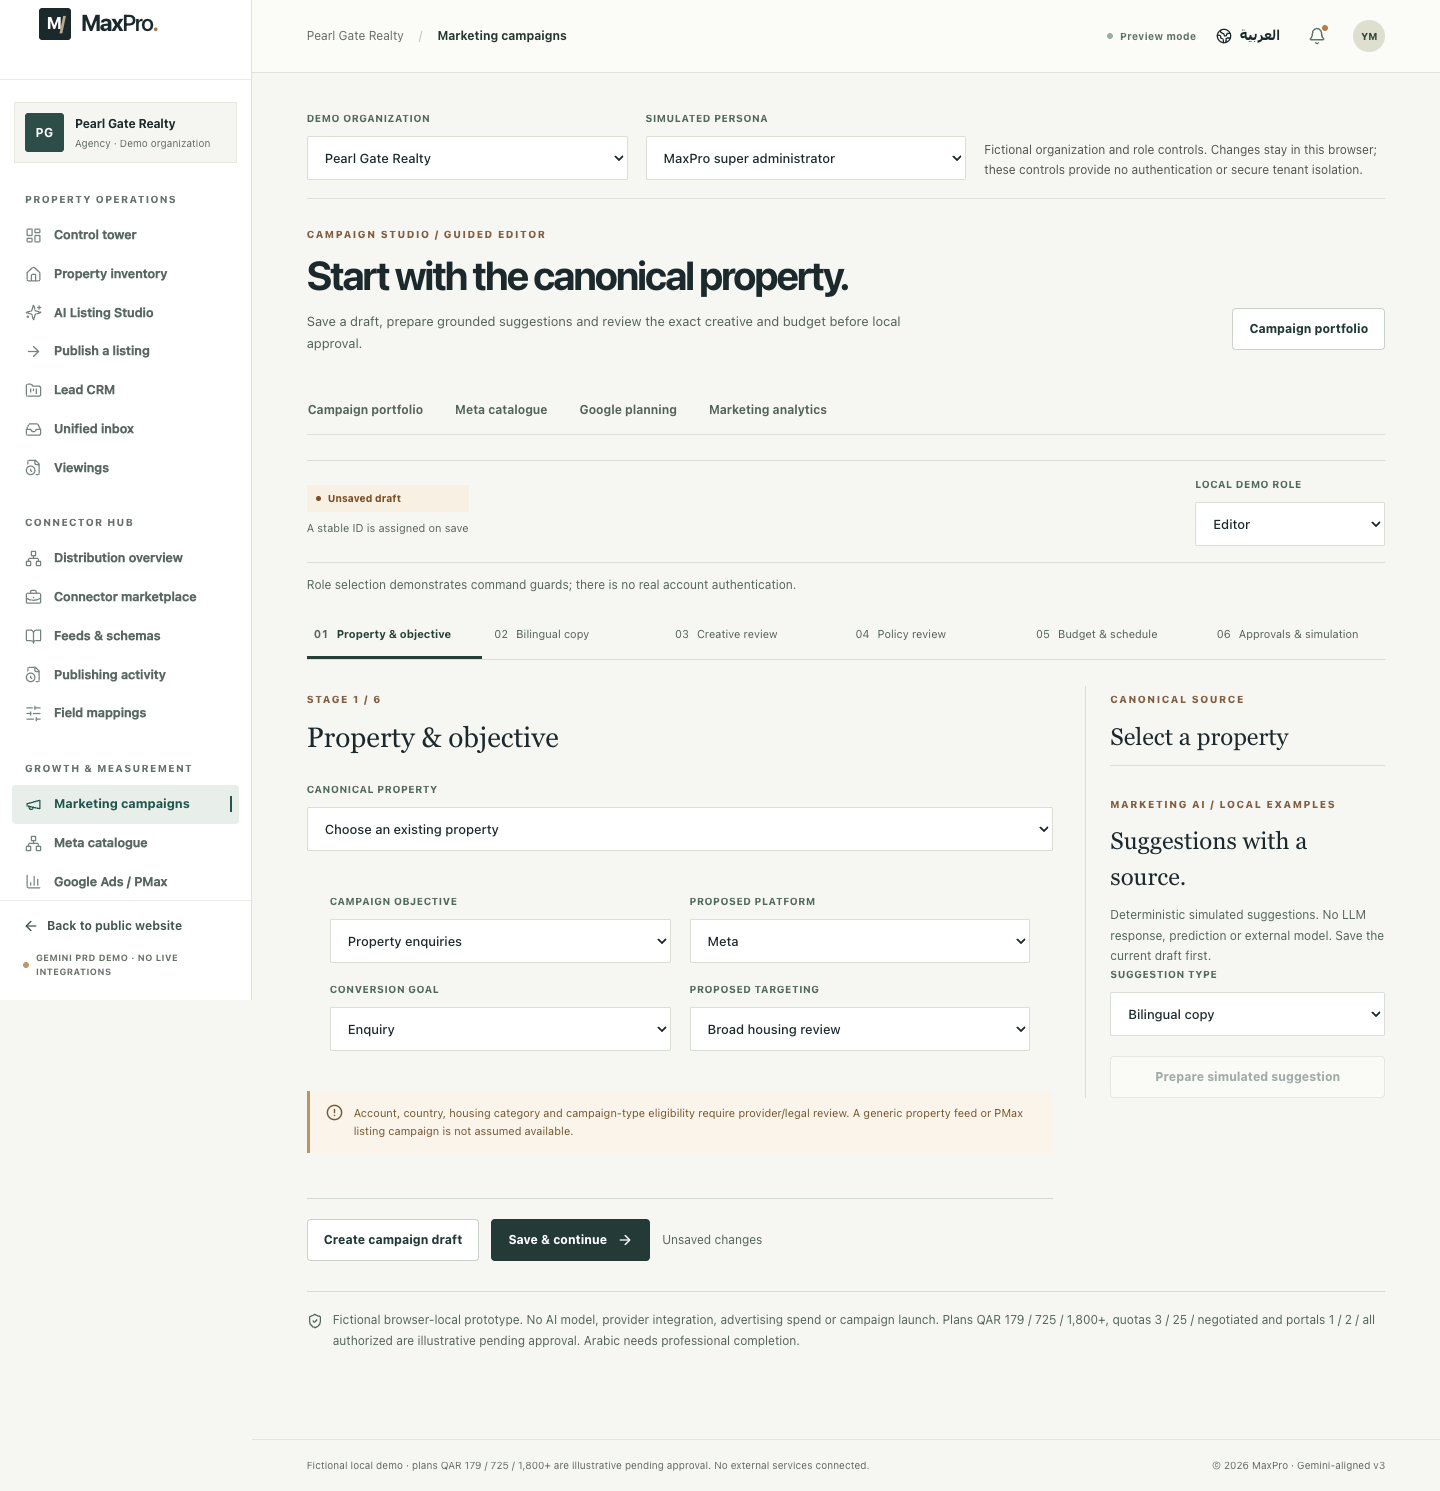 M/ MaxPro.
Pearl Gate Realty / Marketing campaigns
Preview mode
العربية
YM
PG
Pearl Gate Realty
Agency · Demo organization
PROPERTY OPERATIONS
Control tower
Property inventory
AI Listing Studio
Publish a listing
Lead CRM
Unified inbox
Viewings
CONNECTOR HUB
Distribution overview
Connector marketplace
Feeds & schemas
Publishing activity
Field mappings
GROWTH & MEASUREMENT
Marketing campaigns
Meta catalogue
Google Ads / PMax
Back to public website
GEMINI PRD DEMO · NO LIVE
INTEGRATIONS
DEMO ORGANIZATION
Pearl Gate Realty
SIMULATED PERSONA
MaxPro super administrator
Fictional organization and role controls. Changes stay in this browser;
these controls provide no authentication or secure tenant isolation.
CAMPAIGN STUDIO / GUIDED EDITOR
Start with the canonical property.
Save a draft, prepare grounded suggestions and review the exact creative and budget before local
approval.
Campaign portfolio
Campaign portfolio Meta catalogue Google planning Marketing analytics
Unsaved draft
A stable ID is assigned on save
LOCAL DEMO ROLE
Editor
Role selection demonstrates command guards; there is no real account authentication.
01 Property & objective 02 Bilingual copy 03 Creative review 04 Policy review 05 Budget & schedule 06 Approvals & simulation
STAGE 1 / 6
Property & objective
CANONICAL PROPERTY
Choose an existing property
CAMPAIGN OBJECTIVE
Property enquiries
PROPOSED PLATFORM
Meta
CONVERSION GOAL
Enquiry
PROPOSED TARGETING
Broad housing review
Account, country, housing category and campaign-type eligibility require provider/legal review. A generic property feed or PMax
listing campaign is not assumed available.
Create campaign draft
Save & continue
Unsaved changes
CANONICAL SOURCE
Select a property
MARKETING AI / LOCAL EXAMPLES
Suggestions with a
source.
Deterministic simulated suggestions. No LLM
response, prediction or external model. Save the
current draft first.
SUGGESTION TYPE
Bilingual copy
Prepare simulated suggestion
Fictional browser-local prototype. No AI model, provider integration, advertising spend or campaign launch. Plans QAR 179 / 725 / 1,800+, quotas 3 / 25 / negotiated and portals 1 / 2 / all
authorized are illustrative pending approval. Arabic needs professional completion.
Fictional local demo · plans QAR 179 / 725 / 1,800+ are illustrative pending approval. No external services connected.
© 2026 MaxPro · Gemini-aligned v3